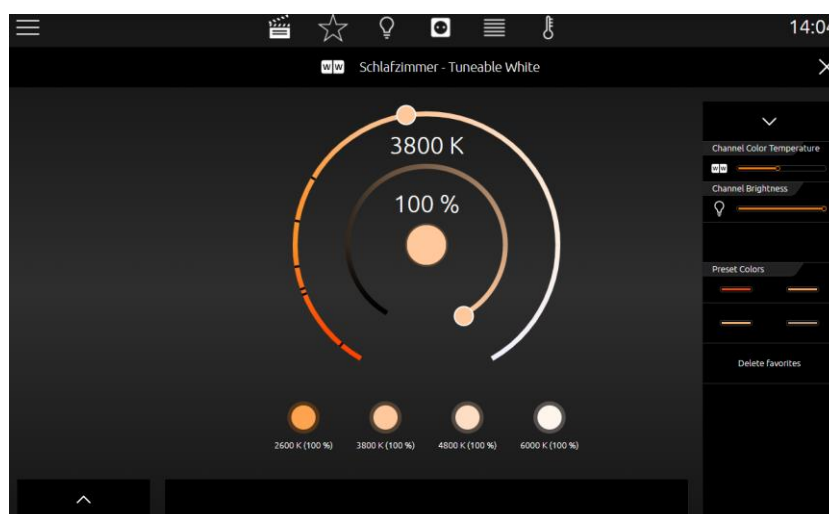 14:04
WW Schlafzimmer - Tuneable White
3800 K
100 %
Channel Color Temperature
WW
Channel Brightness
Preset Colors
Delete favorites
2600 K (100 %) 3800 K (100 %) 4800 K (100 %) 6000 K (100 %)